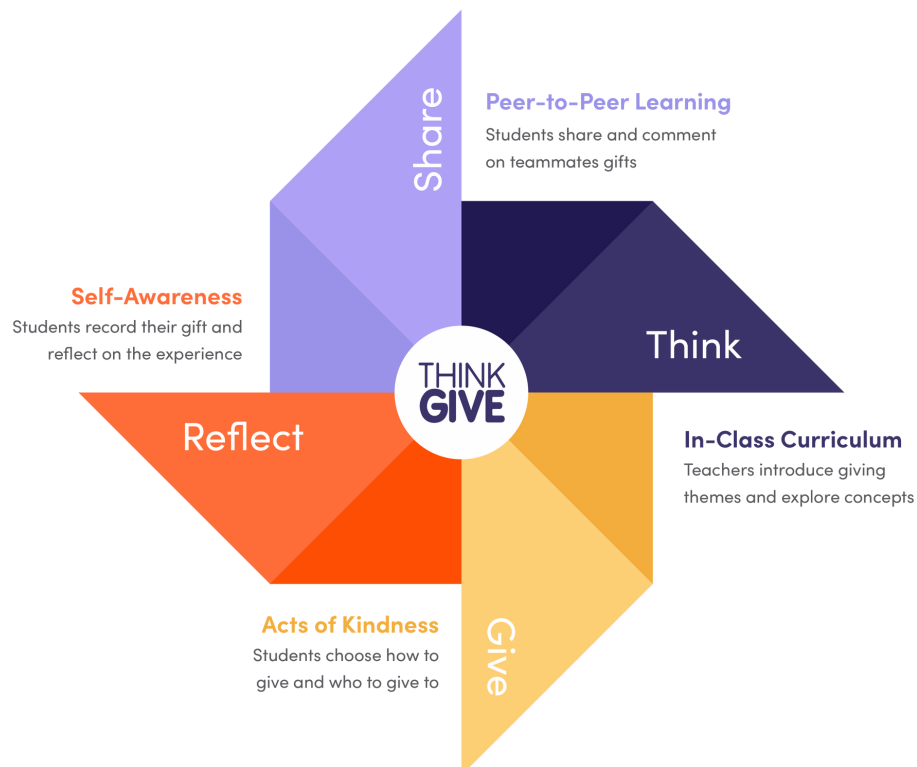 Share
Peer-to-Peer Learning
Students share and comment
on teammates gifts
Think
In-Class Curriculum
Teachers introduce giving
themes and explore concepts
Give
Acts of Kindness
Students choose how to
give and who to give to
Reflect
Self-Awareness
Students record their gift and
reflect on the experience
THINK
GIVE